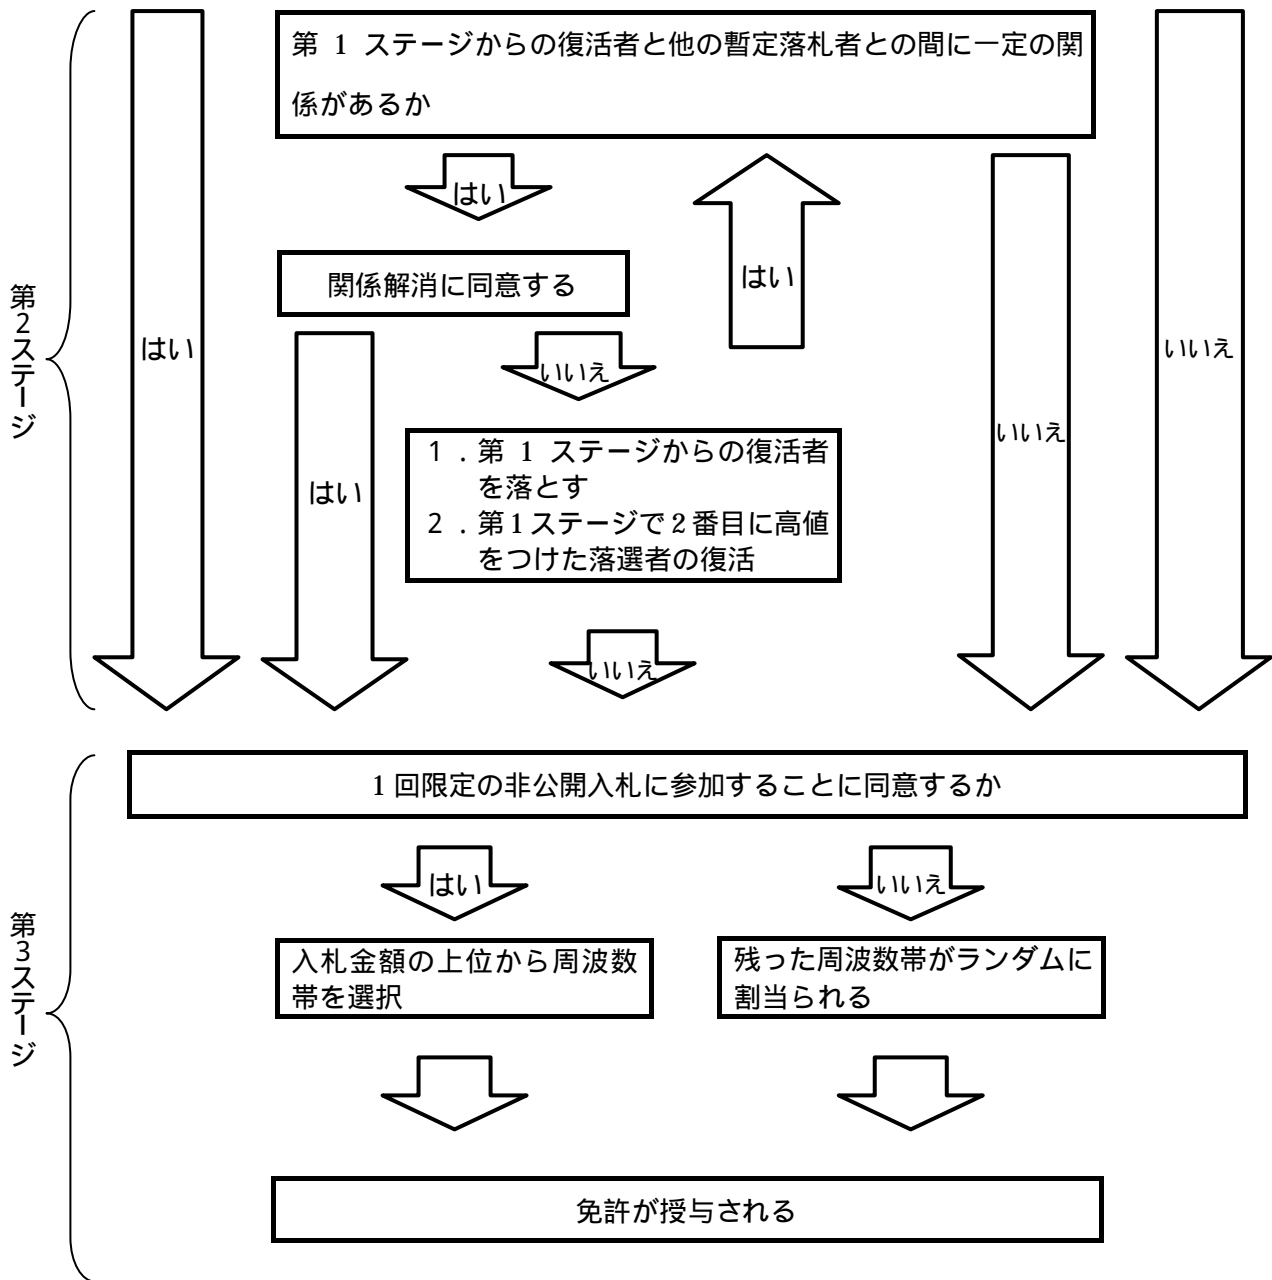 第 1 ステージからの復活者と他の暫定落札者との間に一定の関
係があるか
はい
はい
関係解消に同意する
第2ステージ
はい
いいえ
いいえ
いいえ
はい
1．第 1 ステージからの復活者
を落とす
2．第1ステージで2番目に高値
をつけた落選者の復活
いいえ
1回限定の非公開入札に参加することに同意するか
はい
いいえ
第3ステージ
入札金額の上位から周波数
帯を選択
残った周波数帯がランダムに
割当られる
免許が授与される